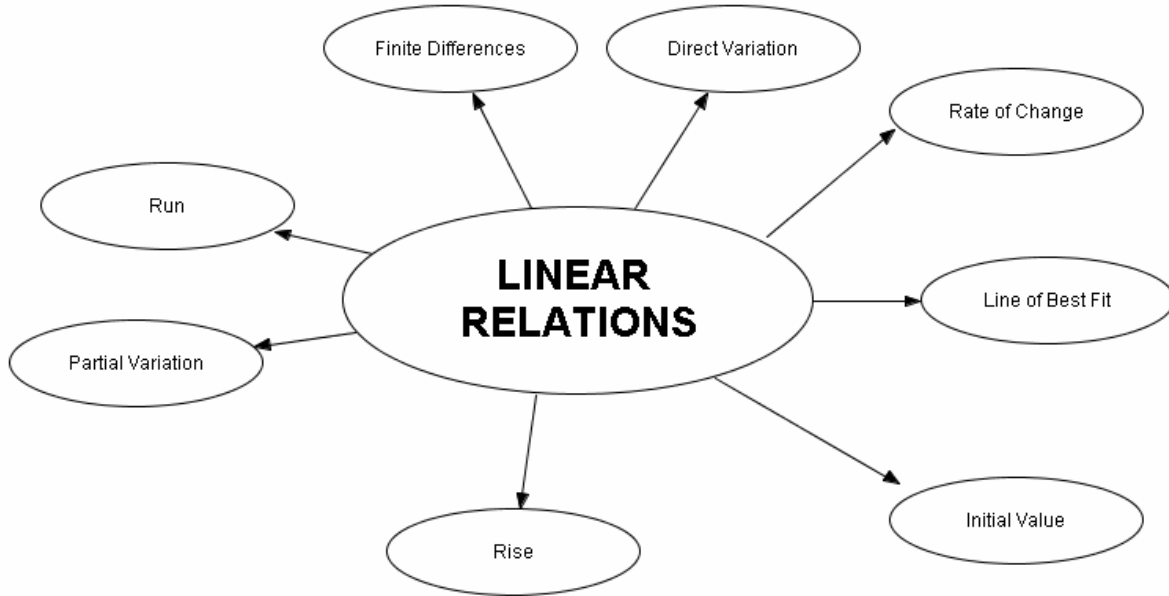 Finite Differences
Direct Variation
Rate of Change
Run
LINEAR
RELATIONS
Line of Best Fit
Partial Variation
Initial Value
Rise